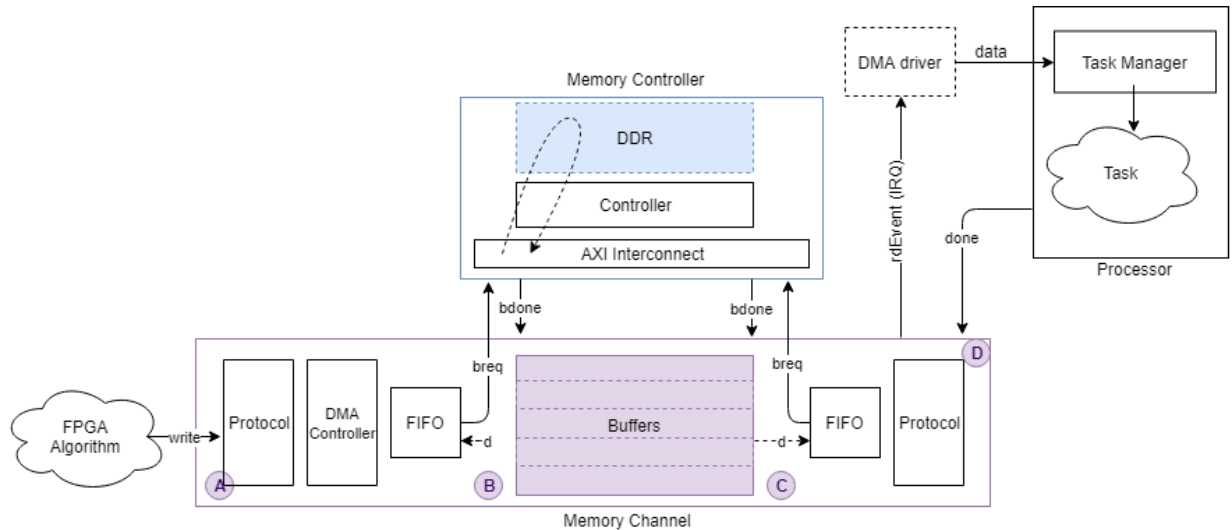 DMA driver
data
Task Manager
Memory Controller
DDR
Task
rdEvent (IRQ)
Controller
done
AXI Interconnect
Processor
bdone
bdone
D
breq
breq
FPGA
Algorithm
write
Protocol
DMA
Controller
FIFO
d
Buffers
d
FIFO
Protocol
A
B
C
Memory Channel